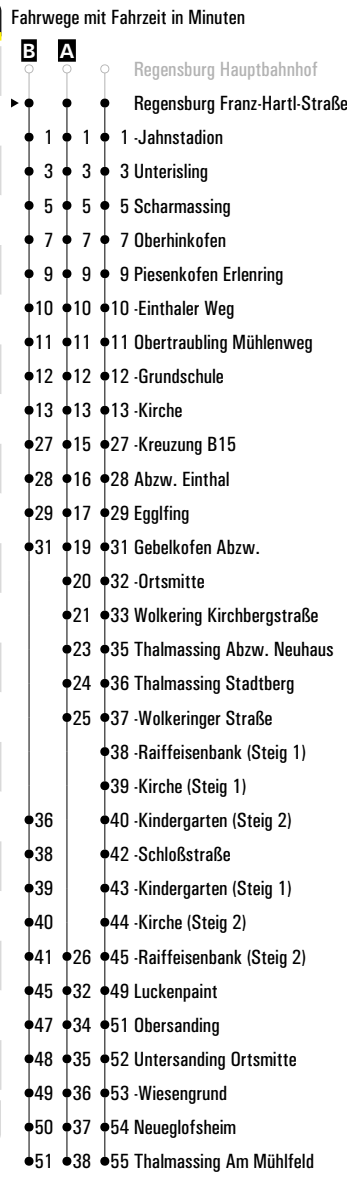 Fahrwege mit Fahrzeit in Minuten
B A
Regensburg Hauptbahnhof
Regensburg Franz-Hartl-Straße
1 1 1 -Jahnstadion
3 3 3 Unterisling
5 5 5 Scharmassing
7 7 7 Oberhinkofen
9 9 9 Piesenkofen Erlenring
10 10 10 -Einthaler Weg
11 11 11 Obertraubling Mühlenweg
12 12 12 -Grundschule
13 13 13 -Kirche
27 15 27 -Kreuzung B15
28 16 28 Abzw. Einthal
29 17 29 Egglfing
31 19 31 Gebelkofen Abzw.
20 32 -Ortsmitte
21 33 Wolkering Kirchbergstraße
23 35 Thalmassing Abzw. Neuhaus
24 36 Thalmassing Stadtberg
25 37 -Wolkeringer Straße
38 -Raiffeisenbank (Steig 1)
39 -Kirche (Steig 1)
36 40 -Kindergarten (Steig 2)
38 42 -Schloßstraße
39 43 -Kindergarten (Steig 1)
40 44 -Kirche (Steig 2)
41 26 45 -Raiffeisenbank (Steig 2)
45 32 49 Luckenpaint
47 34 51 Obersanding
48 35 52 Untersanding Ortsmitte
49 36 53 -Wiesengrund
50 37 54 Neueglofsheim
51 38 55 Thalmassing Am Mühlfeld